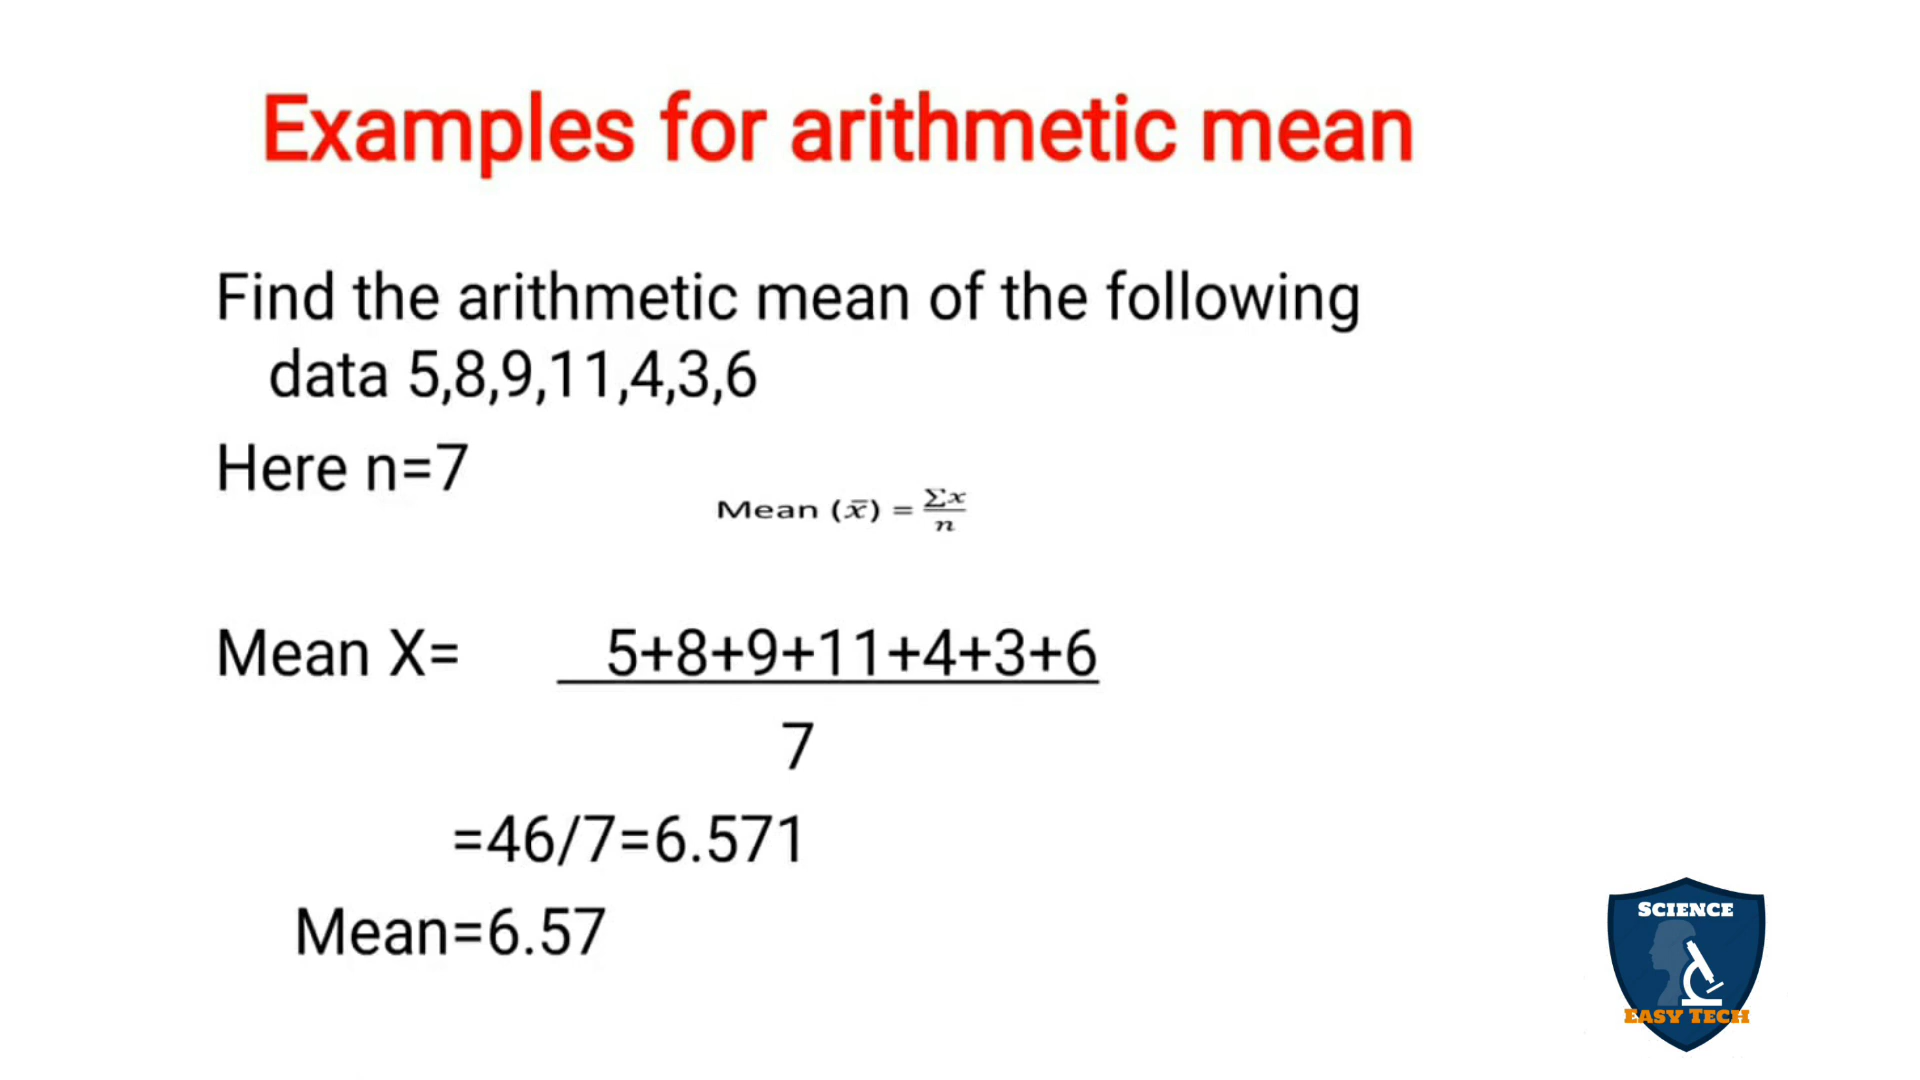 Examples for arithmetic mean
Find the arithmetic mean of the following
data 5,8,9,11,4,3,6
Here n=7
Mean (x̅) = Σx/n
Mean X= 5+8+9+11+4+3+6
7
=46/7=6.571
Mean=6.57
SCIENCE
EASY TECH